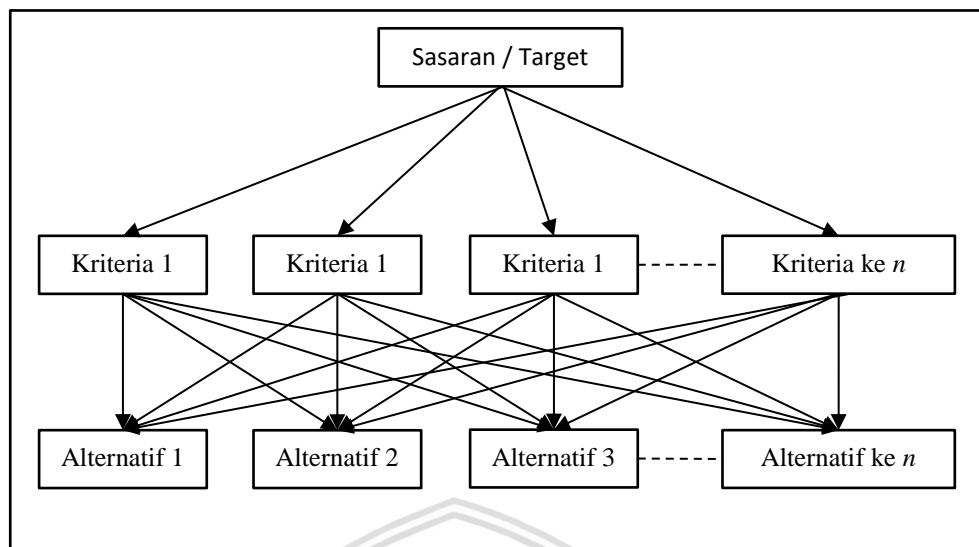 Sasaran / Target
Kriteria 1
Kriteria 1
Kriteria 1
Kriteria ke n
Alternatif 1
Alternatif 2
Alternatif 3
Alternatif ke n